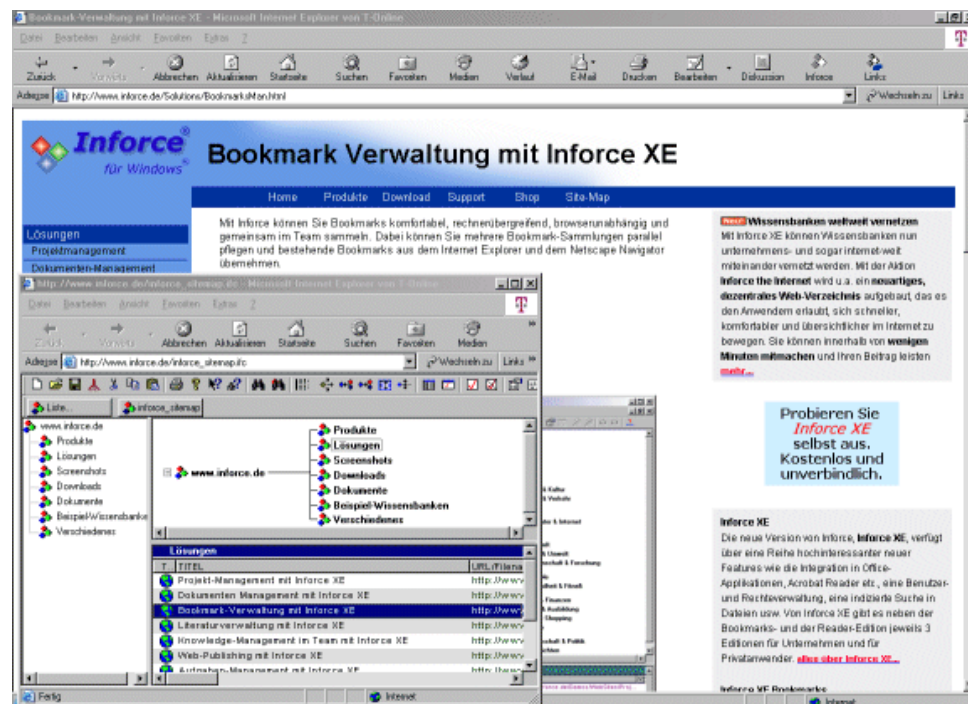 Bookmark-Verwaltung mit Inforce XE - Microsoft Internet Explorer von T-Online
Datei Bearbeiten Ansicht Favoriten Extras ?
Zurück Vorwärts Abbrechen Aktualisieren Startseite Suchen Favoriten Medien Verlauf E-Mail Drucken Bearbeiten Diskussion Inforce Links
Adresse http://www.inforce.de/Solutions/BookmarksMan.html Wechseln zu Links
Inforce®
für Windows®
Bookmark Verwaltung mit Inforce XE
Home Produkte Download Support Shop Site-Map
Lösungen
Projektmanagement
Dokumenten-Management
Mit Inforce können Sie Bookmarks komfortabel, rechnerübergreifend, browserunabhängig und
gemeinsam im Team sammeln. Dabei können Sie mehrere Bookmark-Sammlungen parallel
pflegen und bestehende Bookmarks aus dem Internet Explorer und dem Netscape Navigator
übernehmen.
Neu! Wissensbanken weltweit vernetzen
Mit Inforce XE können Wissensbanken nun
unternehmens- und sogar internet-weit
miteinander vernetzt werden. Mit der Aktion
Inforce the Internet wird u.a. ein neuartiges,
dezentrales Web-Verzeichnis aufgebaut, das es
den Anwendern erlaubt, sich schneller,
komfortabler und übersichtlicher im Internet zu
bewegen. Sie können innerhalb von wenigen
Minuten mitmachen und Ihren Beitrag leisten
mehr...
Probieren Sie
Inforce XE
selbst aus.
Kostenlos und
unverbindlich.
Inforce XE
Die neue Version von Inforce, Inforce XE, verfügt
über eine Reihe hochinteressanter neuer
Features wie die Integration in Office-
Applikationen, Acrobat Reader etc., eine Benutzer-
und Rechteverwaltung, eine indizierte Suche in
Dateien usw. Von Inforce XE gibt es neben der
Bookmarks- und der Reader-Edition jeweils 3
Editionen für Unternehmen und für
Privatanwender. alles über Inforce XE...
Inforce XE Bookmarks
http://www.inforce.de/inforce_sitemap.ifc - Microsoft Internet Explorer von T-Online
Datei Bearbeiten Ansicht Favoriten Extras ?
Zurück Vorwärts Abbrechen Aktualisieren Startseite Suchen Favoriten Medien
Adresse http://www.inforce.de/inforce_sitemap.ifc Wechseln zu Links
Liste... inforce_sitemap
www.inforce.de
Produkte
Lösungen
Screenshots
Downloads
Dokumente
Beispiel-Wissensbanke
Verschiedenes
www.inforce.de
Produkte
Lösungen
Screenshots
Downloads
Dokumente
Beispiel-Wissensbanken
Verschiedenes
Lösungen
T. TITEL URL/Filena
Projekt-Management mit Inforce XE http://www
Dokumenten Management mit Inforce XE http://www
Bookmark-Verwaltung mit Inforce XE http://www
Literaturverwaltung mit Inforce XE http://www
Knowledge-Management im Team mit Inforce XE http://www
Web-Publishing mit Inforce XE http://www
Aufgaben-Management mit Inforce XE http://www
Fertig Internet
Internet